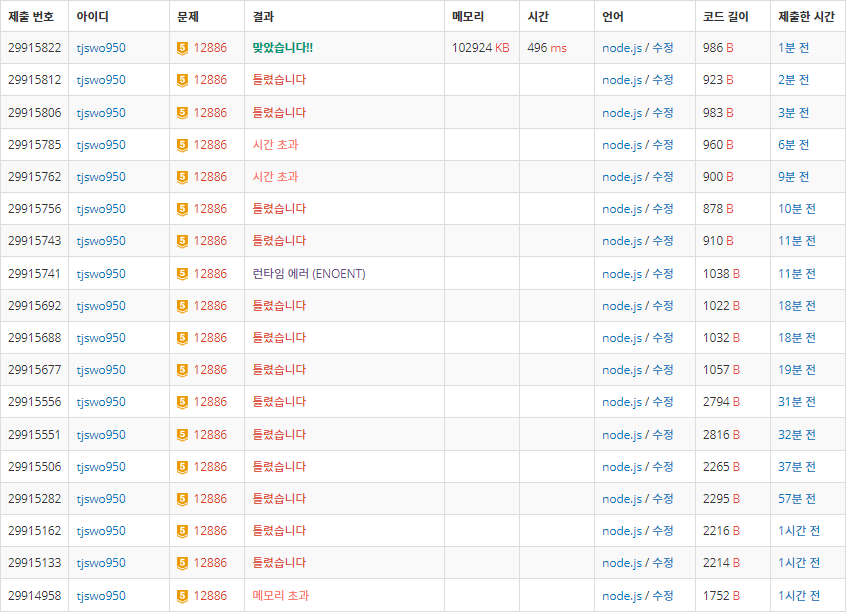 제출 번호 아이디 문제 결과 메모리 시간 언어 코드 길이 제출한 시간
29915822 tjswo950 5 12886 맞았습니다!! 102924 KB 496 ms node.js / 수정 986 B 1분 전
29915812 tjswo950 5 12886 틀렸습니다 node.js / 수정 923 B 2분 전
29915806 tjswo950 5 12886 틀렸습니다 node.js / 수정 983 B 3분 전
29915785 tjswo950 5 12886 시간 초과 node.js / 수정 960 B 6분 전
29915762 tjswo950 5 12886 시간 초과 node.js / 수정 900 B 9분 전
29915756 tjswo950 5 12886 틀렸습니다 node.js / 수정 878 B 10분 전
29915743 tjswo950 5 12886 틀렸습니다 node.js / 수정 910 B 11분 전
29915741 tjswo950 5 12886 런타임 에러 (ENOENT) node.js / 수정 1038 B 11분 전
29915692 tjswo950 5 12886 틀렸습니다 node.js / 수정 1022 B 18분 전
29915688 tjswo950 5 12886 틀렸습니다 node.js / 수정 1032 B 18분 전
29915677 tjswo950 5 12886 틀렸습니다 node.js / 수정 1057 B 19분 전
29915556 tjswo950 5 12886 틀렸습니다 node.js / 수정 2794 B 31분 전
29915551 tjswo950 5 12886 틀렸습니다 node.js / 수정 2816 B 32분 전
29915506 tjswo950 5 12886 틀렸습니다 node.js / 수정 2265 B 37분 전
29915282 tjswo950 5 12886 틀렸습니다 node.js / 수정 2295 B 57분 전
29915162 tjswo950 5 12886 틀렸습니다 node.js / 수정 2216 B 1시간 전
29915133 tjswo950 5 12886 틀렸습니다 node.js / 수정 2214 B 1시간 전
29914958 tjswo950 5 12886 메모리 초과 node.js / 수정 1752 B 1시간 전